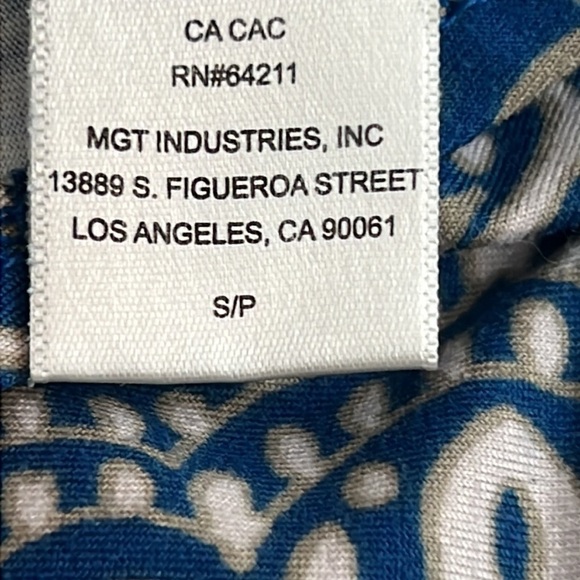 CA CAC
RN#64211
MGT INDUSTRIES, INC
13889 S. FIGUEROA STREET
LOS ANGELES, CA 90061
S/P